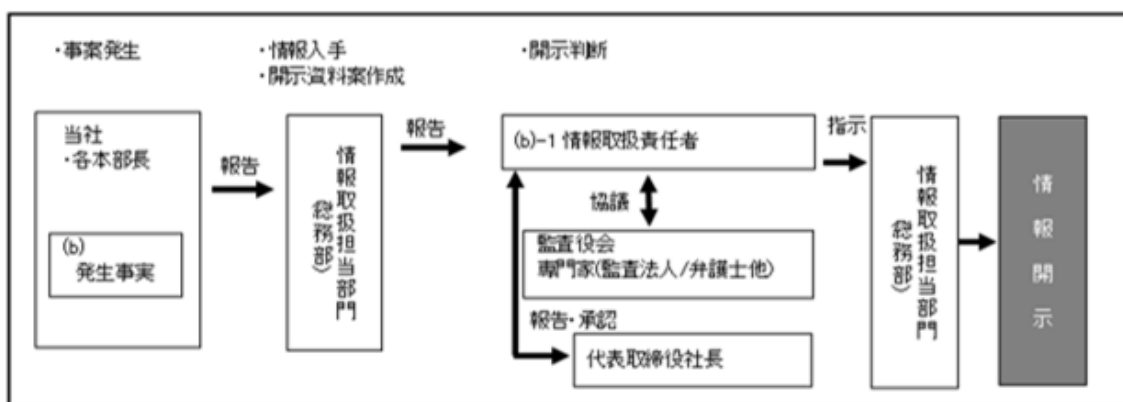 ・事案発生
・情報入手
・開示資料案作成
・開示判断
当社
・各本部長
(b)
発生事実
報告
情報取扱担当部門
(総務部)
報告
(b)-1 情報取扱責任者
協議
監査役会
専門家(監査法人/弁護士他)
報告・承認
代表取締役社長
指示
情報取扱担当部門
(総務部)
情報開示